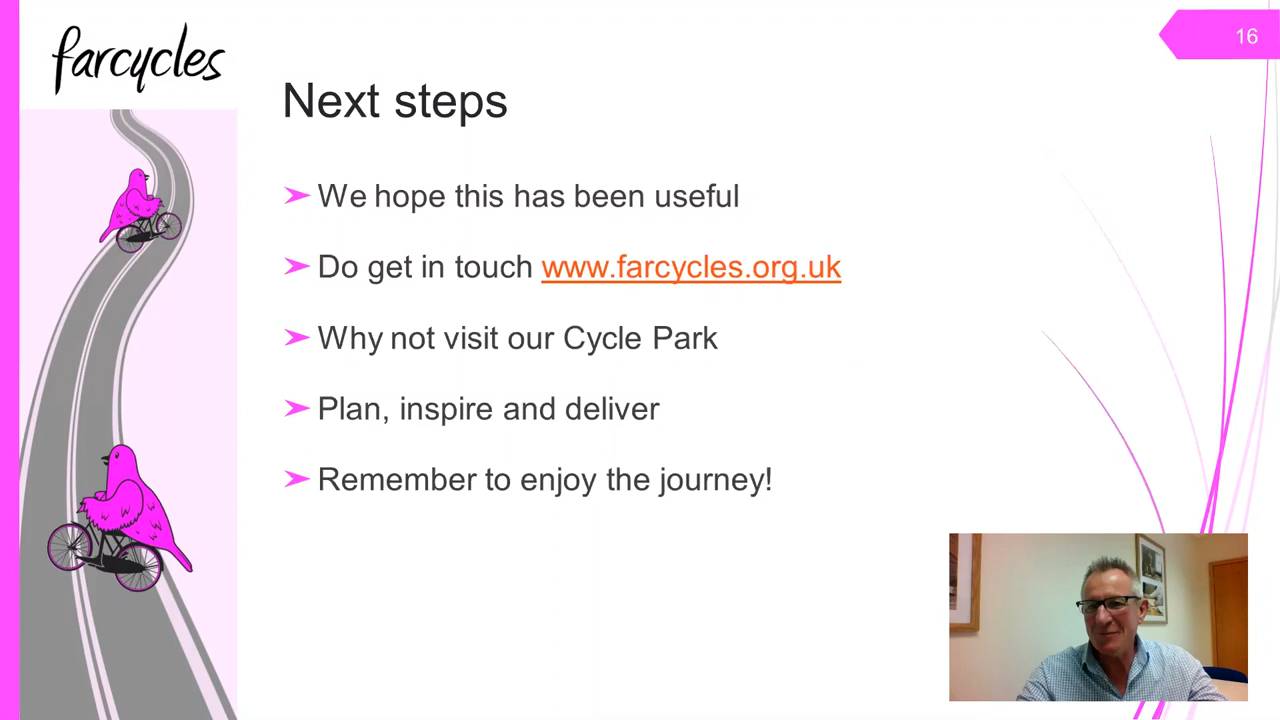 farcycles
16
Next steps
We hope this has been useful
Do get in touch www.farcycles.org.uk
Why not visit our Cycle Park
Plan, inspire and deliver
Remember to enjoy the journey!